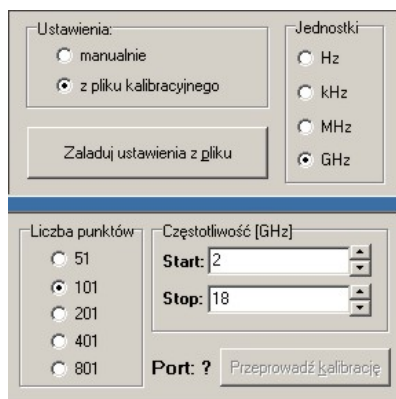 Ustawienia:
manualnie
z pliku kalibracyjnego
Zaladuj ustawienia z pliku
Jednostki
Hz
kHz
MHz
GHz
Liczba punktów
51
101
201
401
801
Częstotliwość [GHz]
Start: 2
Stop: 18
Port: ?
Przeprowadź kalibrację